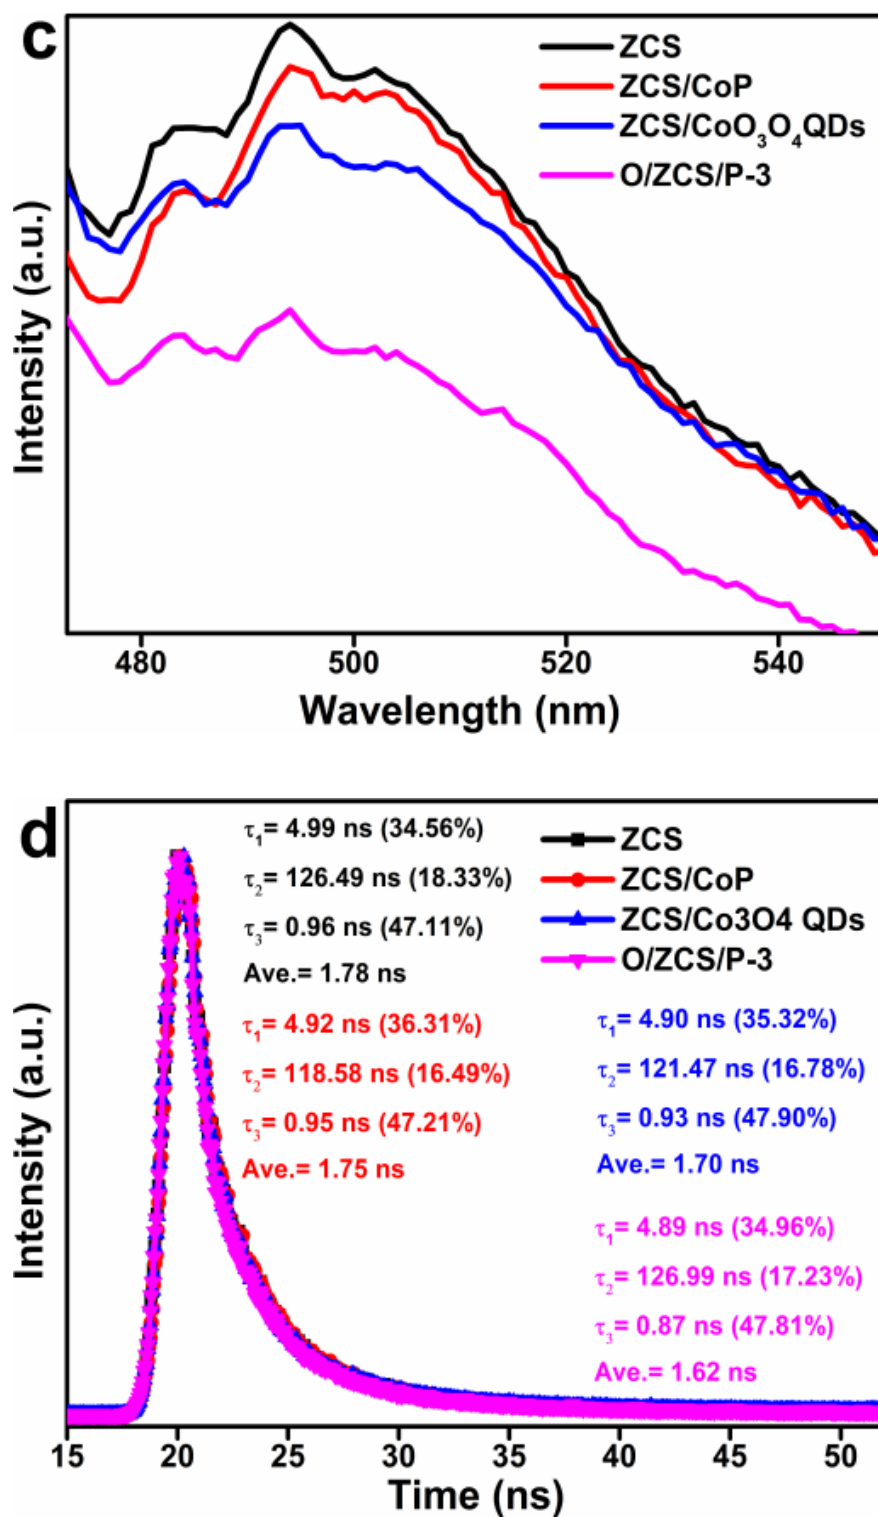 c
ZCS
ZCS/CoP
ZCS/CoO₃O₄QDs
O/ZCS/P-3
Intensity (a.u.)
480 500 520 540
Wavelength (nm)
d
τ₁= 4.99 ns (34.56%)
τ₂= 126.49 ns (18.33%)
τ₃= 0.96 ns (47.11%)
Ave.= 1.78 ns
ZCS
ZCS/CoP
ZCS/Co3O4 QDs
O/ZCS/P-3
τ₁= 4.92 ns (36.31%)
τ₂= 118.58 ns (16.49%)
τ₃= 0.95 ns (47.21%)
Ave.= 1.75 ns
τ₁= 4.90 ns (35.32%)
τ₂= 121.47 ns (16.78%)
τ₃= 0.93 ns (47.90%)
Ave.= 1.70 ns
τ₁= 4.89 ns (34.96%)
τ₂= 126.99 ns (17.23%)
τ₃= 0.87 ns (47.81%)
Ave.= 1.62 ns
Intensity (a.u.)
15 20 25 30 35 40 45 50
Time (ns)